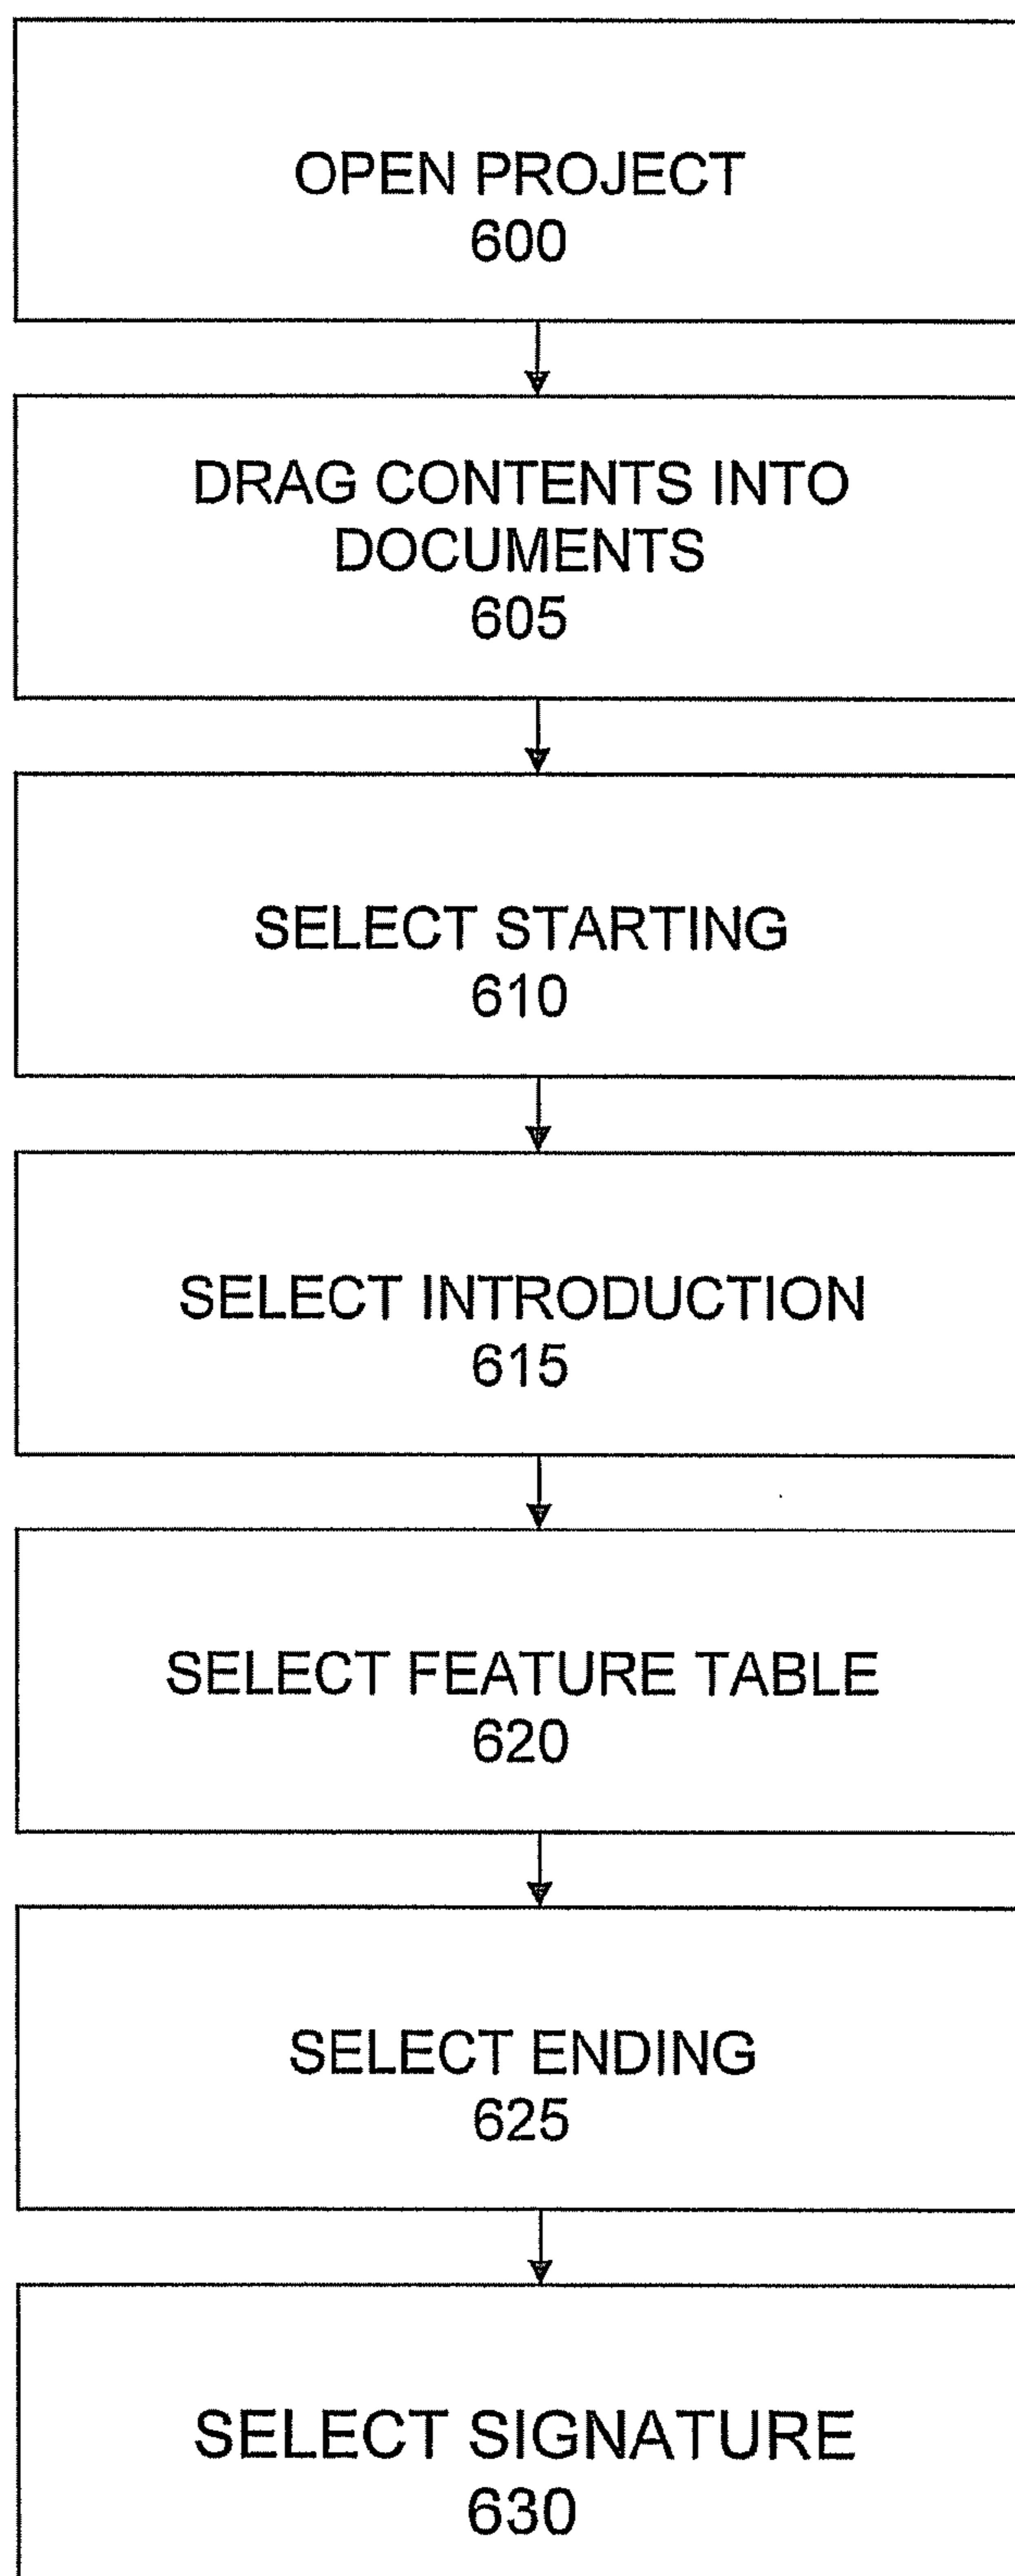 OPEN PROJECT
600
DRAG CONTENTS INTO
DOCUMENTS
605
SELECT STARTING
610
SELECT INTRODUCTION
615
SELECT FEATURE TABLE
620
SELECT ENDING
625
SELECT SIGNATURE
630